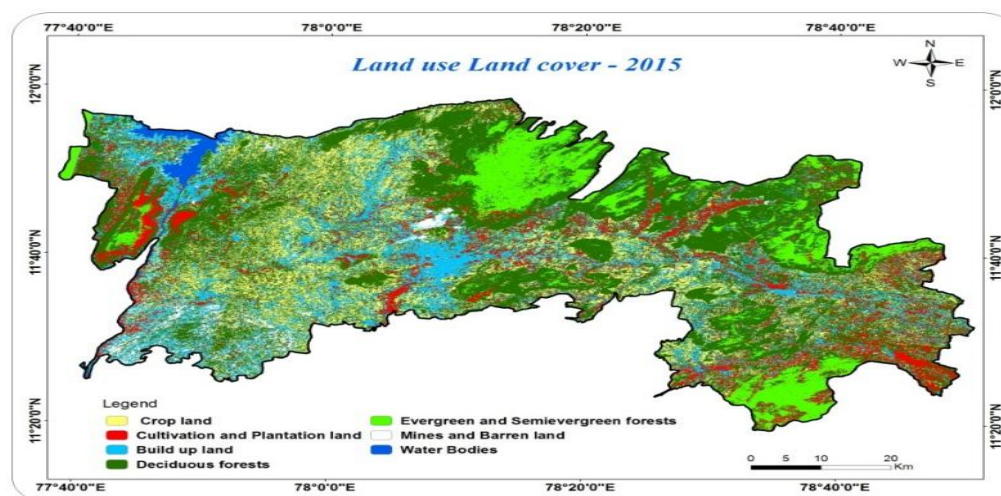 77°40'0"E 78°0'0"E 78°20'0"E 78°40'0"E
Land use Land cover - 2015
N
W E
S
12°0'0"N 12°0'0"N
11°40'0"N 11°40'0"N
11°20'0"N 11°20'0"N
Legend
Crop land
Cultivation and Plantation land
Build up land
Deciduous forests
Evergreen and Semievergreen forests
Mines and Barren land
Water Bodies
0 5 10 20
Km
77°40'0"E 78°0'0"E 78°20'0"E 78°40'0"E